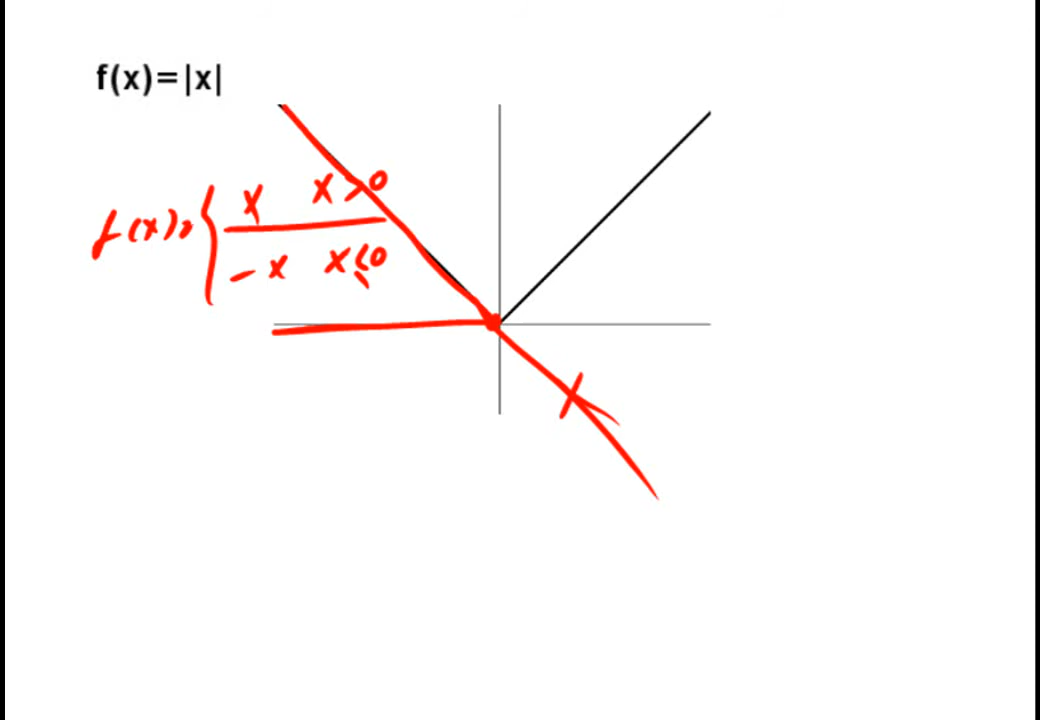 f(x)=|x|
f(x)= { x x>0
-x x≤0